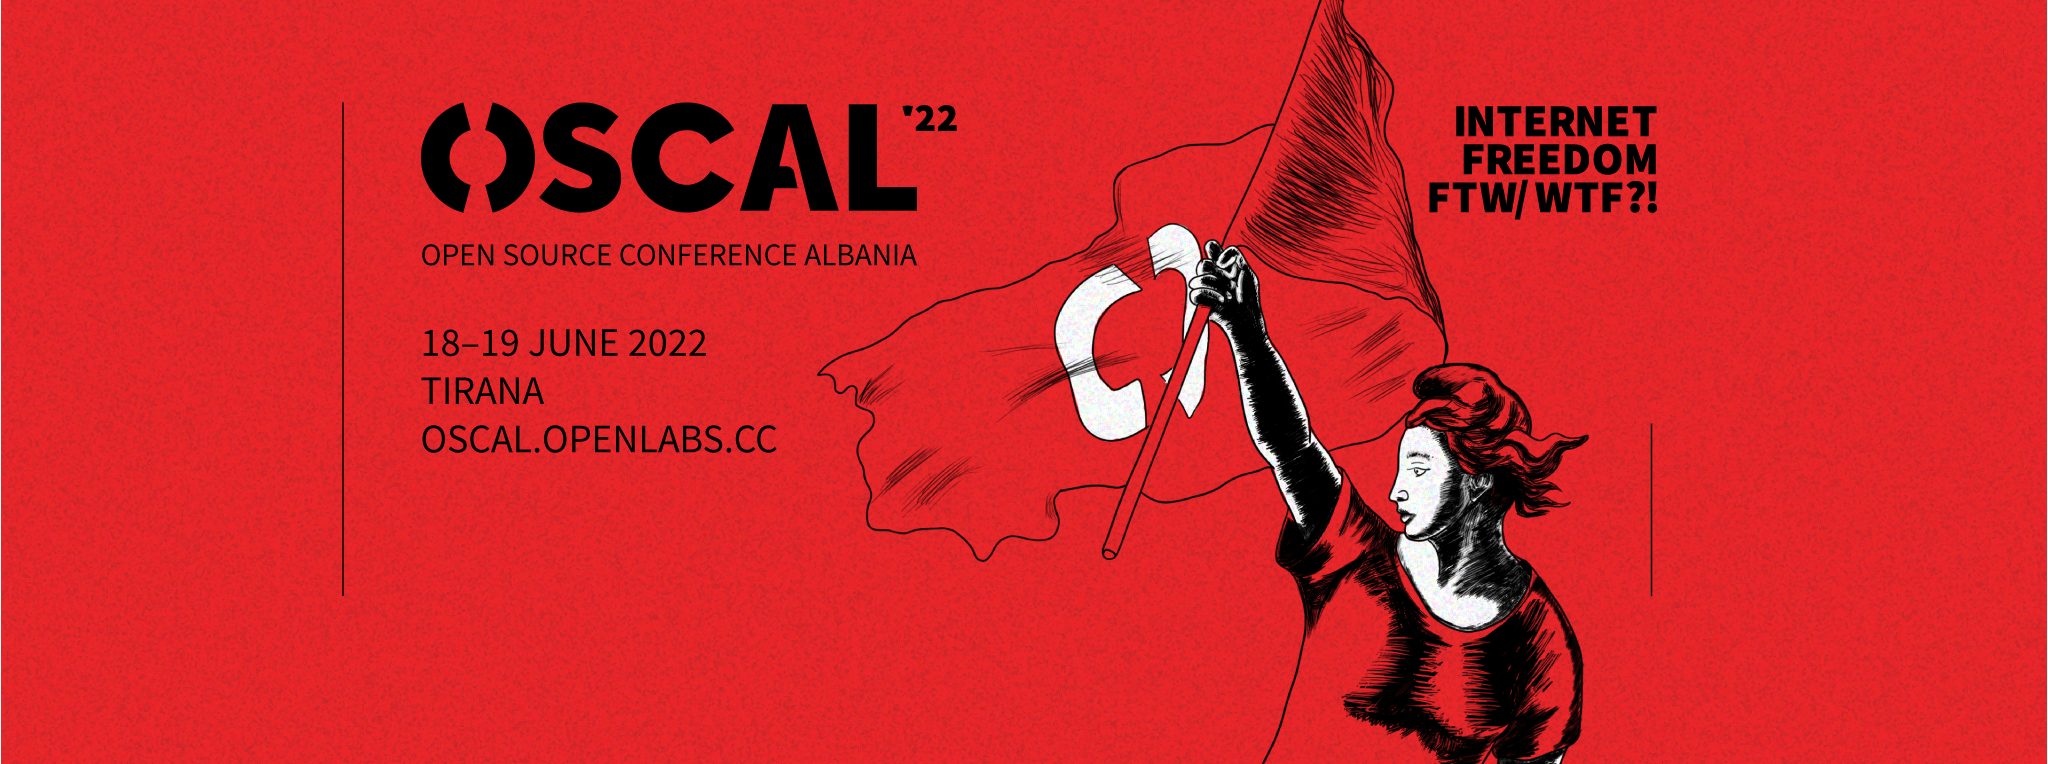 OSCAL '22
OPEN SOURCE CONFERENCE ALBANIA
18–19 JUNE 2022
TIRANA
OSCAL.OPENLABS.CC
INTERNET
FREEDOM
FTW/WTF?!